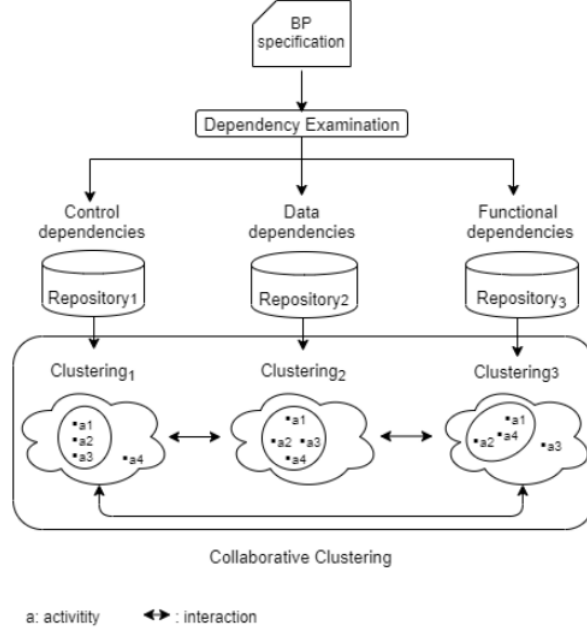 BP
specification
Dependency Examination
Control
dependencies
Data
dependencies
Functional
dependencies
Repository1
Repository2
Repository3
Clustering1
Clustering2
Clustering3
a1
a2
a3
a4
a1
a2 a3
a4
a1
a2 a4
a3
Collaborative Clustering
a: activitity : interaction